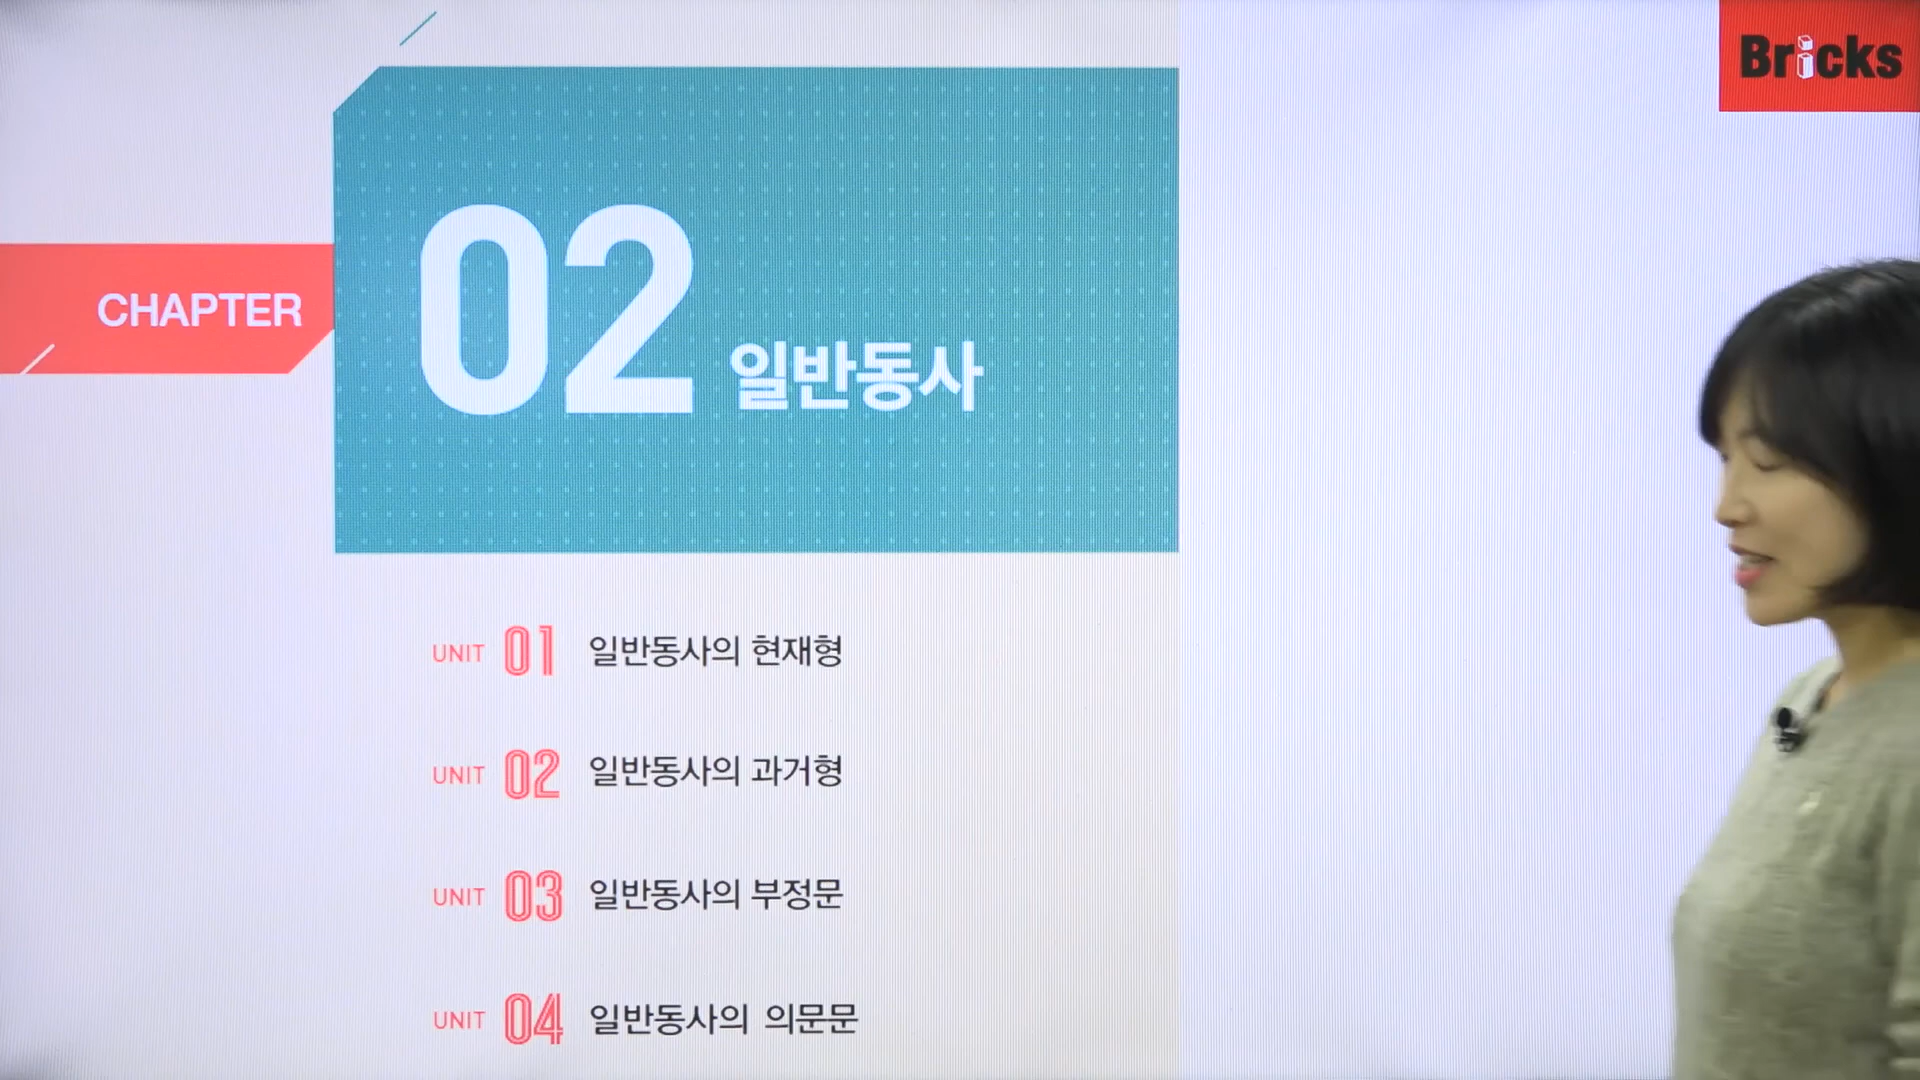 Bricks
CHAPTER
02 일반동사
UNIT 01 일반동사의 현재형
UNIT 02 일반동사의 과거형
UNIT 03 일반동사의 부정문
UNIT 04 일반동사의 의문문